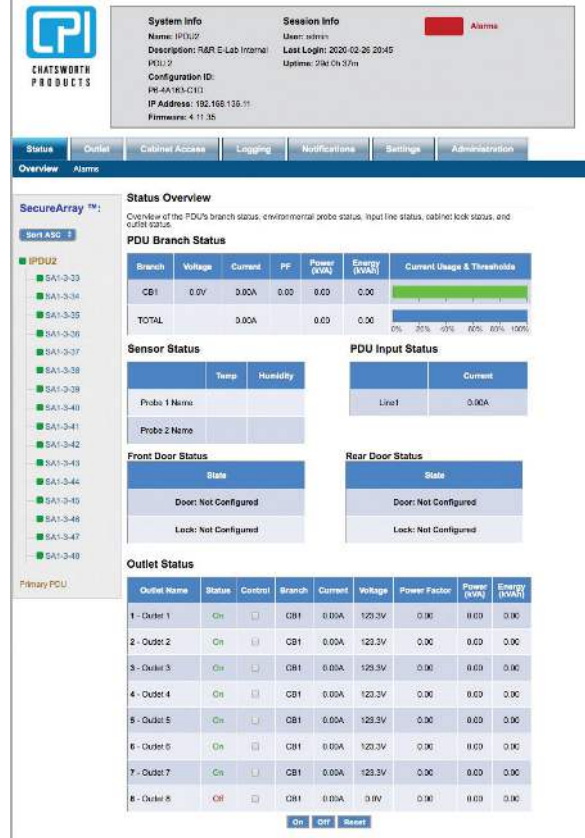 CPI
CHATSWORTH
PRODUCTS
System Info
Name: IPDU2
Description: R&R E-Lab Internal
PDU 2
Configuration ID:
P6-4A163-C1D
IP Address: 192.168.136.11
Firmware: 4.11.35
Session Info
User: admin
Last Login: 2020-02-26 20:45
Uptime: 29d 0h 37m
Alarms
Status Outlet Cabinet Access Logging Notifications Settings Administration
Overview Alarms
SecureArray ™:
Sort ASC
IPDU2
SA1-3-33
SA1-3-34
SA1-3-35
SA1-3-36
SA1-3-37
SA1-3-38
SA1-3-39
SA1-3-40
SA1-3-41
SA1-3-42
SA1-3-43
SA1-3-44
SA1-3-45
SA1-3-46
SA1-3-47
SA1-3-48
Primary PDU
Status Overview
Overview of the PDU's branch status, environmental probe status, input line status, cabinet lock status, and
outlet status.
PDU Branch Status
Branch Voltage Current PF Power (kVA) Energy (kVAh) Current Usage & Thresholds
CB1 0.0V 0.00A 0.00 0.00 0.00
TOTAL 0.00A 0.00 0.00
0% 20% 40% 60% 80% 100%
Sensor Status
Temp Humidity
Probe 1 Name
Probe 2 Name
PDU Input Status
Current
Line1 0.00A
Front Door Status
State
Door: Not Configured
Lock: Not Configured
Rear Door Status
State
Door: Not Configured
Lock: Not Configured
Outlet Status
Outlet Name Status Control Branch Current Voltage Power Factor Power (kVA) Energy (kVAh)
1 - Outlet 1 On CB1 0.00A 123.3V 0.00 0.00 0.00
2 - Outlet 2 On CB1 0.00A 123.3V 0.00 0.00 0.00
3 - Outlet 3 On CB1 0.00A 123.3V 0.00 0.00 0.00
4 - Outlet 4 On CB1 0.00A 123.3V 0.00 0.00 0.00
5 - Outlet 5 On CB1 0.00A 123.3V 0.00 0.00 0.00
6 - Outlet 6 On CB1 0.00A 123.3V 0.00 0.00 0.00
7 - Outlet 7 On CB1 0.00A 123.3V 0.00 0.00 0.00
8 - Outlet 8 Off CB1 0.00A 0.0V 0.00 0.00 0.00
On Off Reset